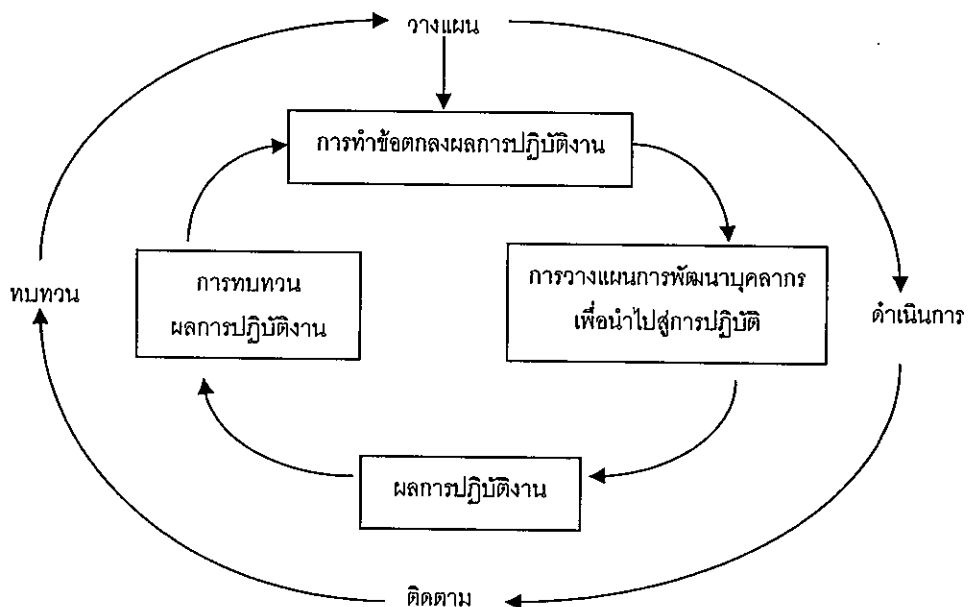 วางแผน
การทำข้อตกลงผลการปฏิบัติงาน
การทบทวน
ผลการปฏิบัติงาน
การวางแผนการพัฒนาบุคลากร
เพื่อนำไปสู่การปฏิบัติ
ทบทวน
ดำเนินการ
ผลการปฏิบัติงาน
ติดตาม